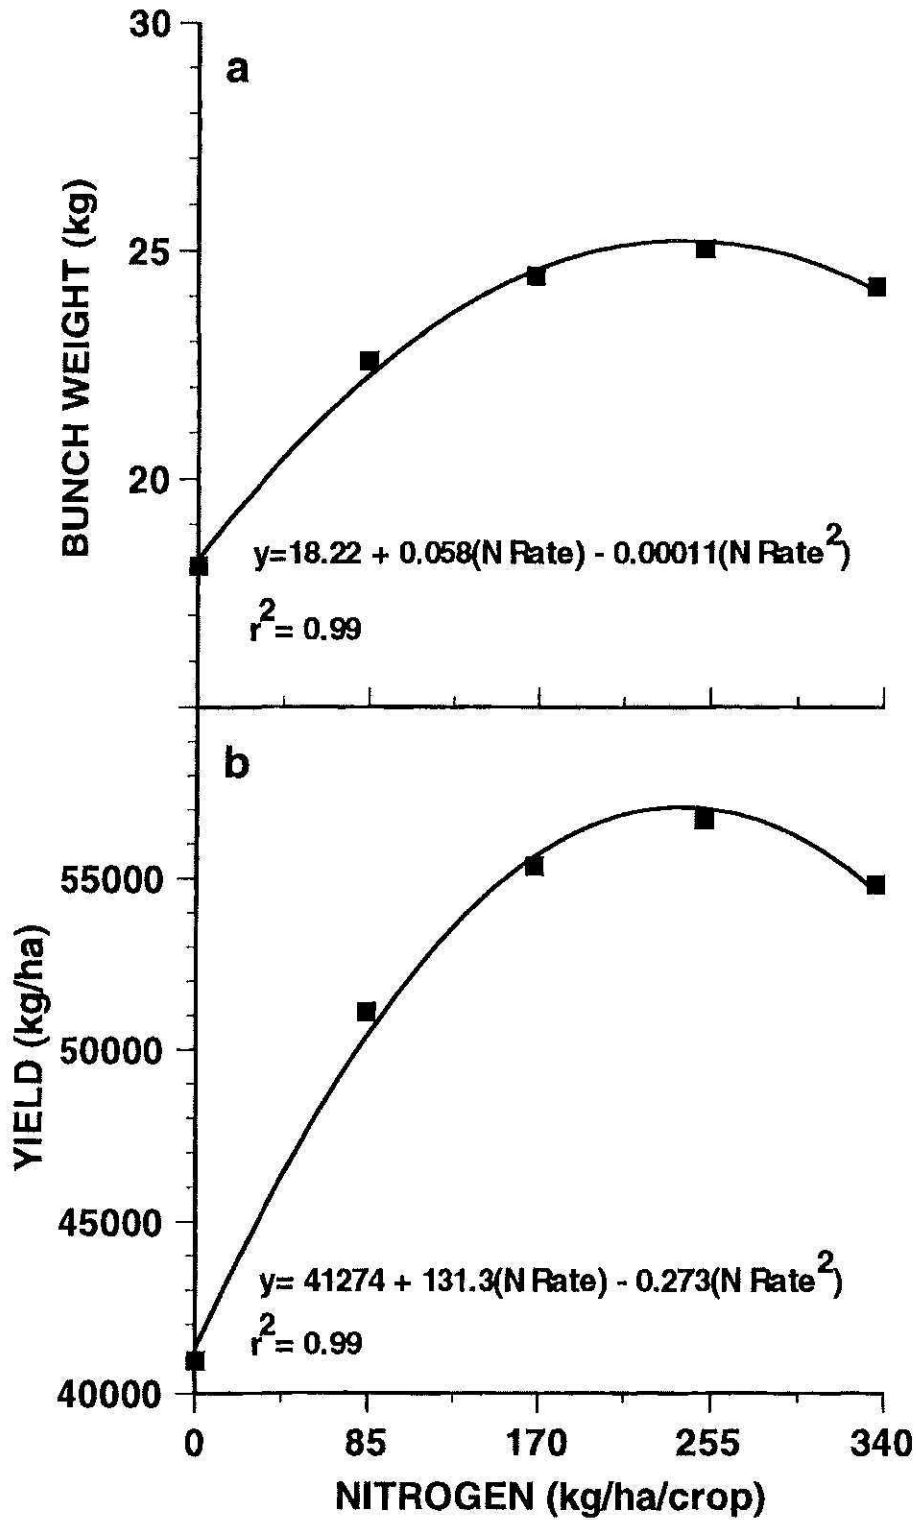 30
a
25
20
BUNCH WEIGHT (kg)
y=18.22 + 0.058(N Rate) - 0.00011(N Rate²)
r²= 0.99
b
55000
50000
45000
40000
YIELD (kg/ha)
y= 41274 + 131.3(N Rate) - 0.273(N Rate²)
r²= 0.99
0 85 170 255 340
NITROGEN (kg/ha/crop)